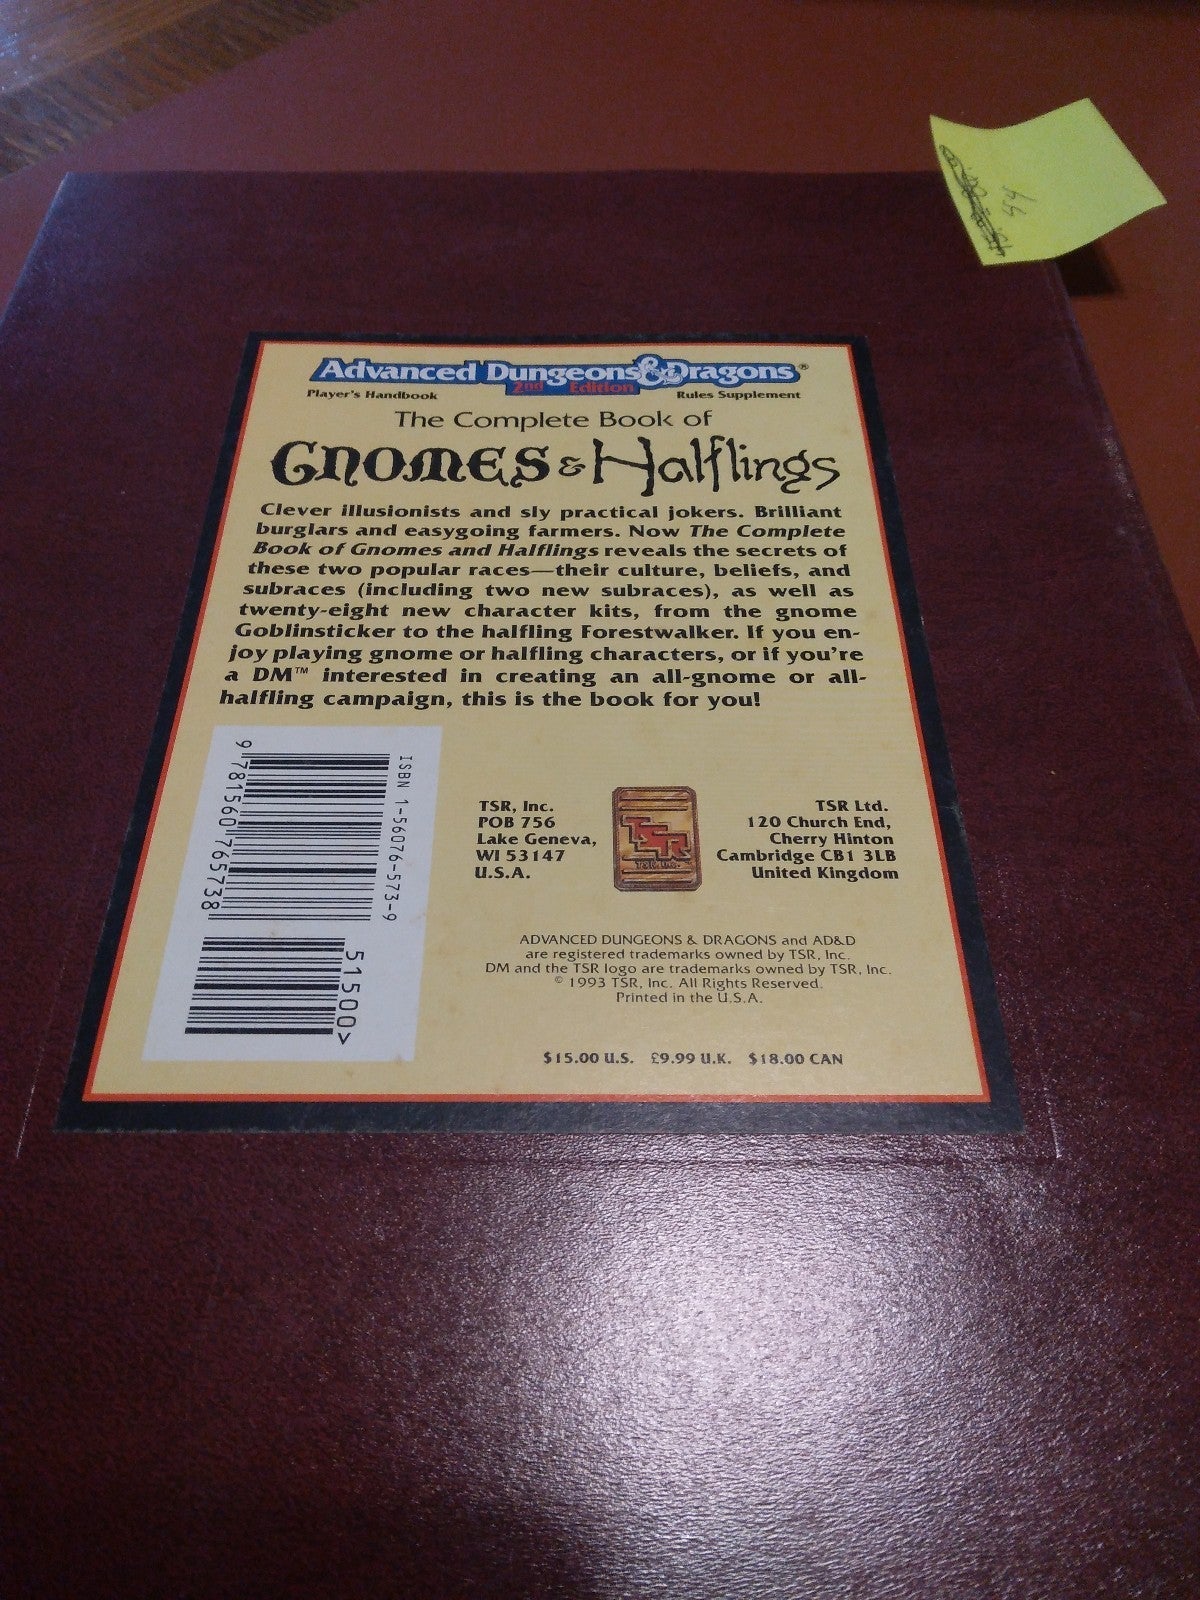 Advanced Dungeons & Dragons®
2nd Edition
Player's Handbook Rules Supplement
The Complete Book of
GNOMES & Halflings
Clever illusionists and sly practical jokers. Brilliant
burglars and easygoing farmers. Now The Complete
Book of Gnomes and Halflings reveals the secrets of
these two popular races—their culture, beliefs, and
subraces (including two new subraces), as well as
twenty-eight new character kits, from the gnome
Goblinsticker to the halfling Forestwalker. If you en-
joy playing gnome or halfling characters, or if you're
a DM™ interested in creating an all-gnome or all-
halfling campaign, this is the book for you!
ISBN 1-56076-573-9
9 781560 765738
51500>
TSR, Inc.
POB 756
Lake Geneva,
WI 53147
U.S.A.
TSR
TSR, Inc.
TSR Ltd.
120 Church End,
Cherry Hinton
Cambridge CB1 3LB
United Kingdom
ADVANCED DUNGEONS & DRAGONS and AD&D
are registered trademarks owned by TSR, Inc.
DM and the TSR logo are trademarks owned by TSR, Inc.
© 1993 TSR, Inc. All Rights Reserved.
Printed in the U.S.A.
$15.00 U.S. £9.99 U.K. $18.00 CAN